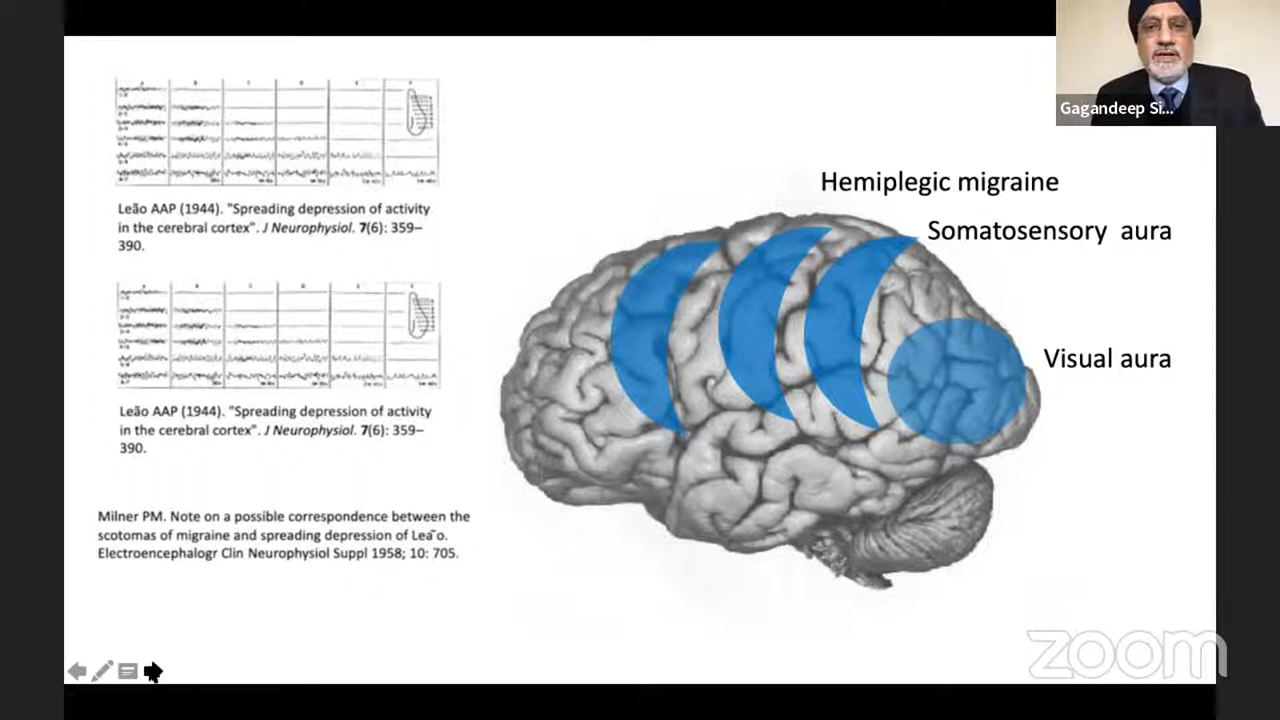 Gagandeep Si...
Hemiplegic migraine
Somatosensory aura
Visual aura
Leão AAP (1944). "Spreading depression of activity
in the cerebral cortex". J Neurophysiol. 7(6): 359–
390.
Leão AAP (1944). "Spreading depression of activity
in the cerebral cortex". J Neurophysiol. 7(6): 359–
390.
Milner PM. Note on a possible correspondence between the
scotomas of migraine and spreading depression of Lea˜o.
Electroencephalogr Clin Neurophysiol Suppl 1958; 10: 705.
zoom